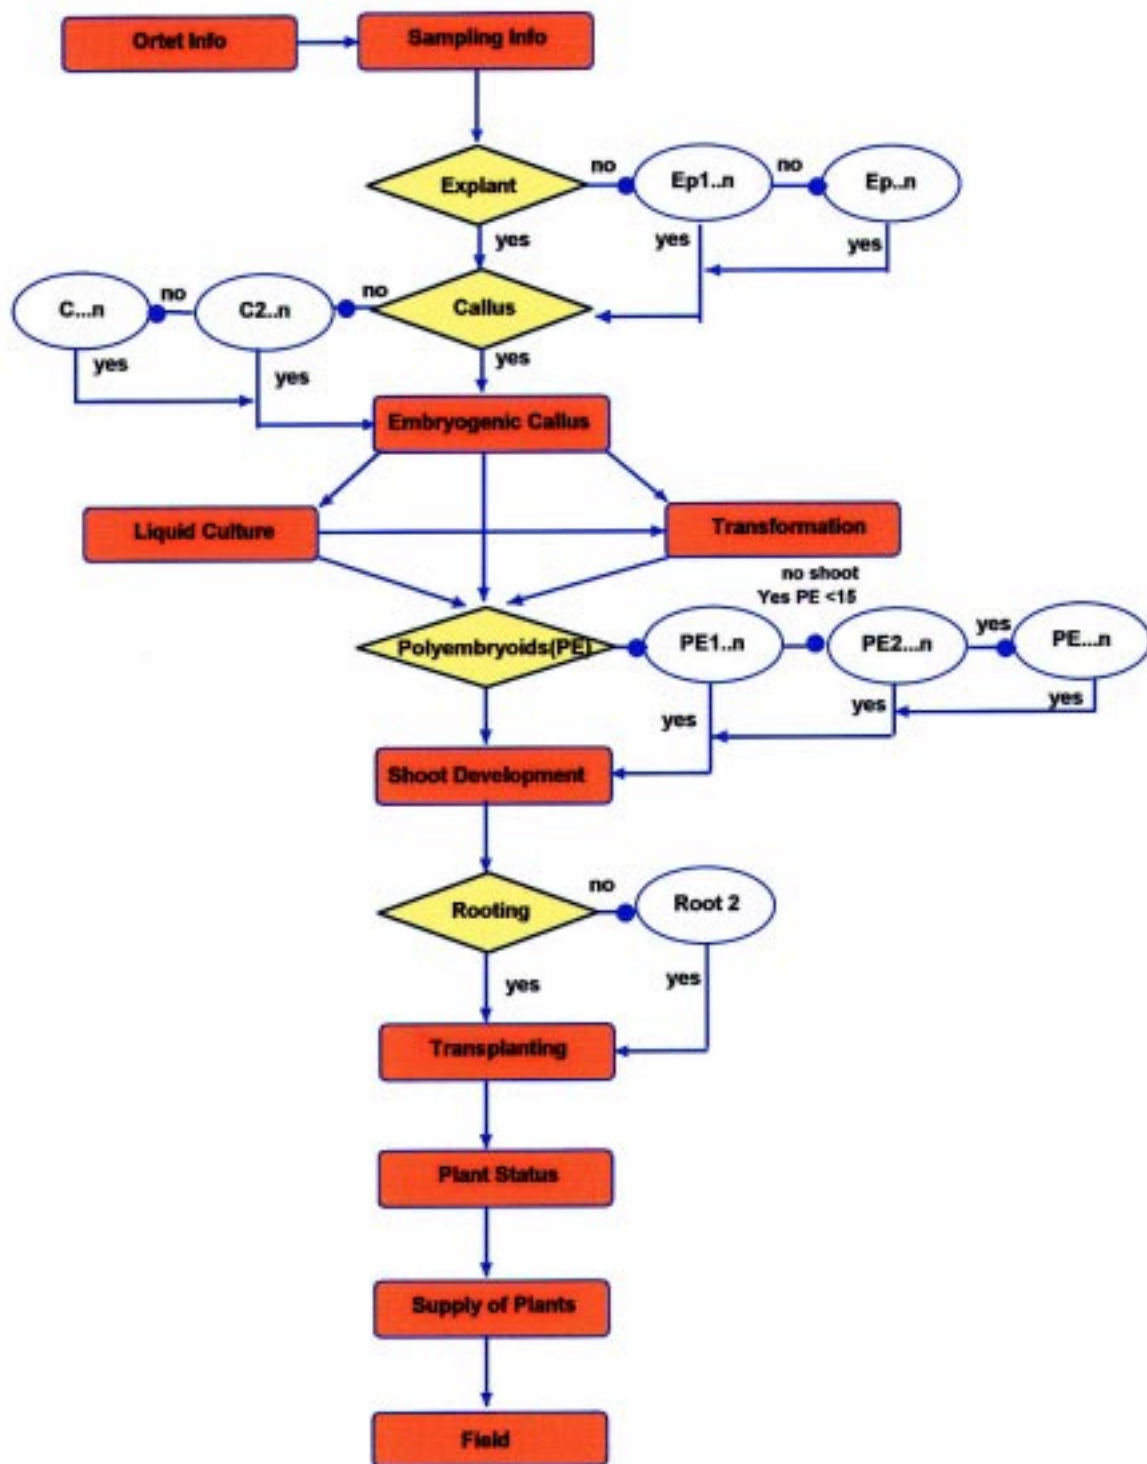 Ortet Info
Sampling Info
Explant
no
Ep1..n
no
Ep..n
yes
yes
yes
C...n
no
C2..n
no
Callus
yes
yes
yes
Embryogenic Callus
Liquid Culture
Transformation
no shoot
Yes PE <15
Polyembryoids(PE)
PE1..n
PE2...n
yes
PE...n
yes
yes
yes
Shoot Development
Rooting
no
Root 2
yes
yes
Transplanting
Plant Status
Supply of Plants
Field